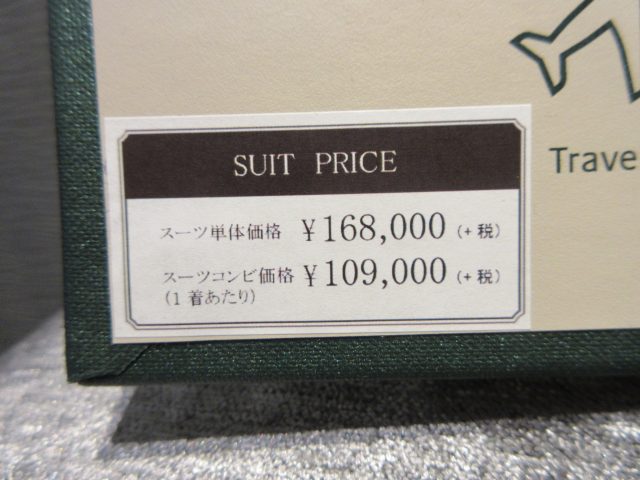 Trave
SUIT PRICE
スーツ単体価格 ¥168,000 (+税)
スーツコンビ価格 ¥109,000 (+税)
(1着あたり)